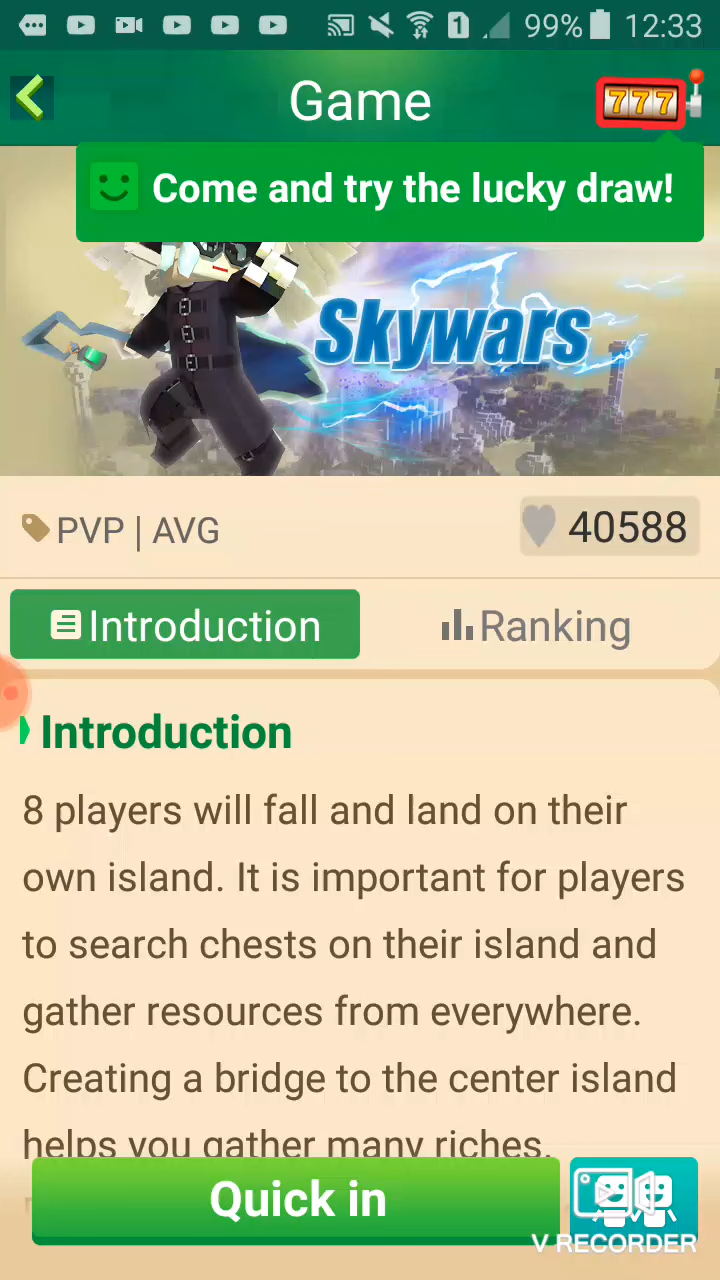 1 99% 12:33
Game
777
Come and try the lucky draw!
Skywars
PVP | AVG
40588
Introduction
Ranking
Introduction
8 players will fall and land on their
own island. It is important for players
to search chests on their island and
gather resources from everywhere.
Creating a bridge to the center island
helps you gather many riches.
Quick in
V RECORDER